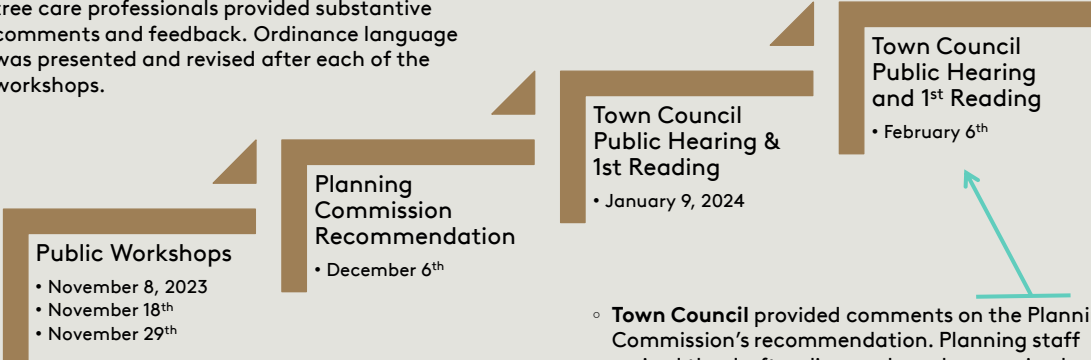 tree care professionals provided substantive
comments and feedback. Ordinance language
was presented and revised after each of the
workshops.
Public Workshops
• November 8, 2023
• November 18th
• November 29th
Planning
Commission
Recommendation
• December 6th
Town Council
Public Hearing &
1st Reading
• January 9, 2024
Town Council
Public Hearing
and 1st Reading
• February 6th
◦ Town Council provided comments on the Planni
Commission's recommendation. Planning staff